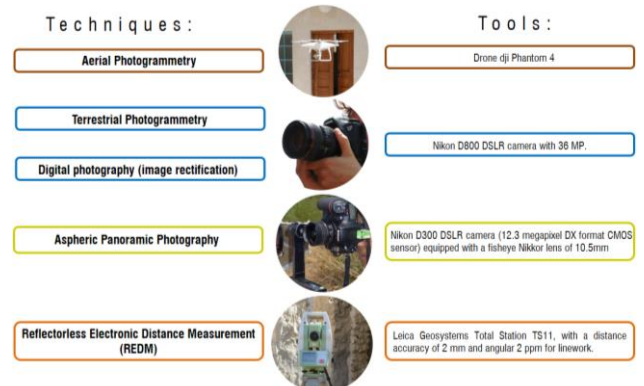 Techniques:
Tools:
Aerial Photogrammetry
Drone dji Phantom 4
Terrestrial Photogrammetry
Digital photography (image rectification)
Nikon D800 DSLR camera with 36 MP.
Aspheric Panoramic Photography
Nikon D300 DSLR camera (12.3 megapixel DX format CMOS
sensor) equipped with a fisheye Nikkor lens of 10.5mm
Reflectorless Electronic Distance Measurement
(REDM)
Leica Geosystems Total Station TS11, with a distance
accuracy of 2 mm and angular 2 ppm for linework.